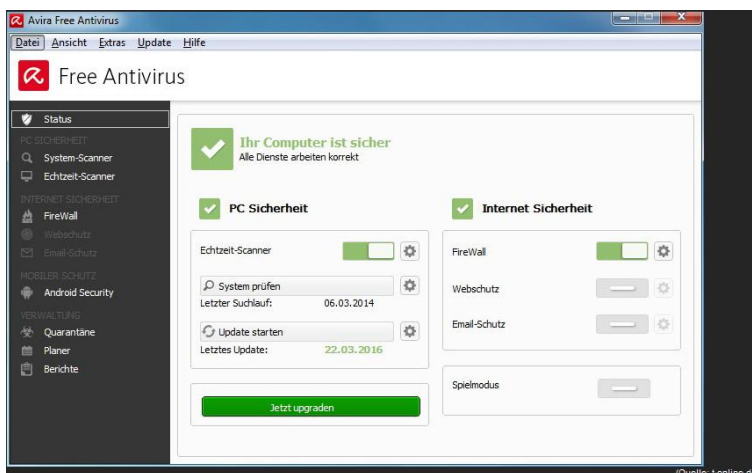 Avira Free Antivirus
Datei Ansicht Extras Update Hilfe
Free Antivirus
Status
PC SICHERHEIT
System-Scanner
Echtzeit-Scanner
INTERNET SICHERHEIT
FireWall
Webschutz
Email-Schutz
MOBILER SCHUTZ
Android Security
VERWALTUNG
Quarantäne
Planer
Berichte
Ihr Computer ist sicher
Alle Dienste arbeiten korrekt
PC Sicherheit
Echtzeit-Scanner
System prüfen
Letzter Suchlauf: 06.03.2014
Update starten
Letztes Update: 22.03.2016
Jetzt upgraden
Internet Sicherheit
FireWall
Webschutz
Email-Schutz
Spielmodus